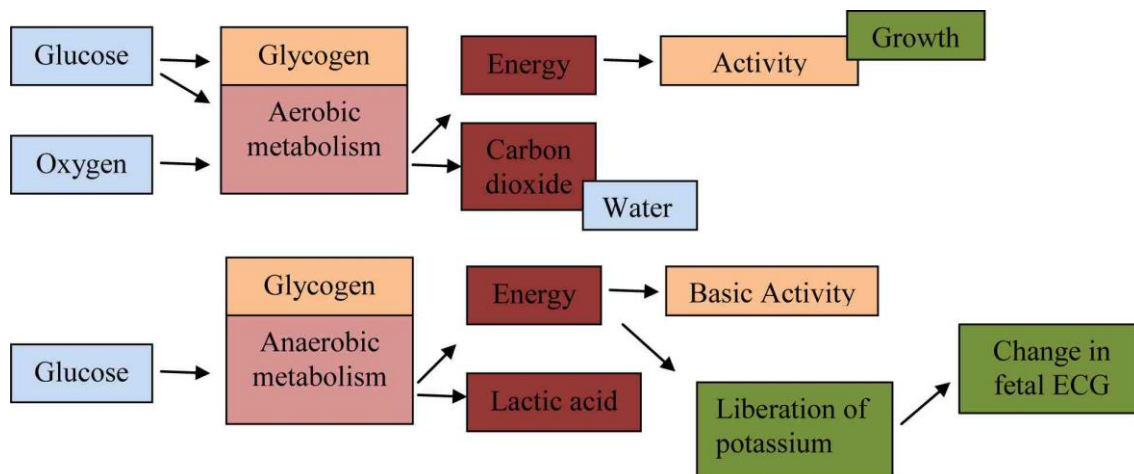 Glucose
Glycogen
Energy
Activity
Growth
Aerobic
metabolism
Oxygen
Carbon
dioxide
Water
Glycogen
Energy
Basic Activity
Anaerobic
metabolism
Glucose
Lactic acid
Change in
fetal ECG
Liberation of
potassium